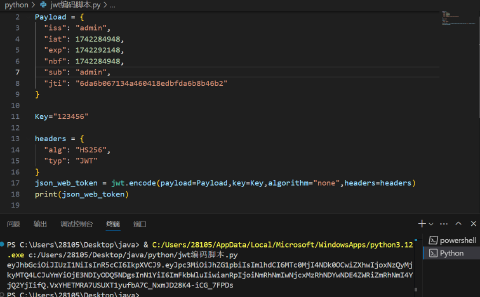 python > jwt编码脚本.py > ...
2 Payload = {
3 "iss": "admin",
4 "iat": 1742284948,
5 "exp": 1742292148,
6 "nbf": 1742284948,
7 "sub": "admin",
8 "jti": "6da6b067134a460418edbfda6b8b46b2"
9 }
10
11 Key="123456"
12
13 headers = {
14 "alg": "HS256",
15 "typ": "JWT"
16 }
17 json_web_token = jwt.encode(payload=Payload,key=Key,algorithm="none",headers=headers)
18 print(json_web_token)
问题 输出 调试控制台 终端 端口
PS C:\Users\28105\Desktop\java> & C:/Users/28105/AppData/Local/Microsoft/WindowsApps/python3.12
.exe c:/Users/28105/Desktop/java/python/jwt编码脚本.py
PS C:\Users\28105\Desktop\java>
powershell
Python